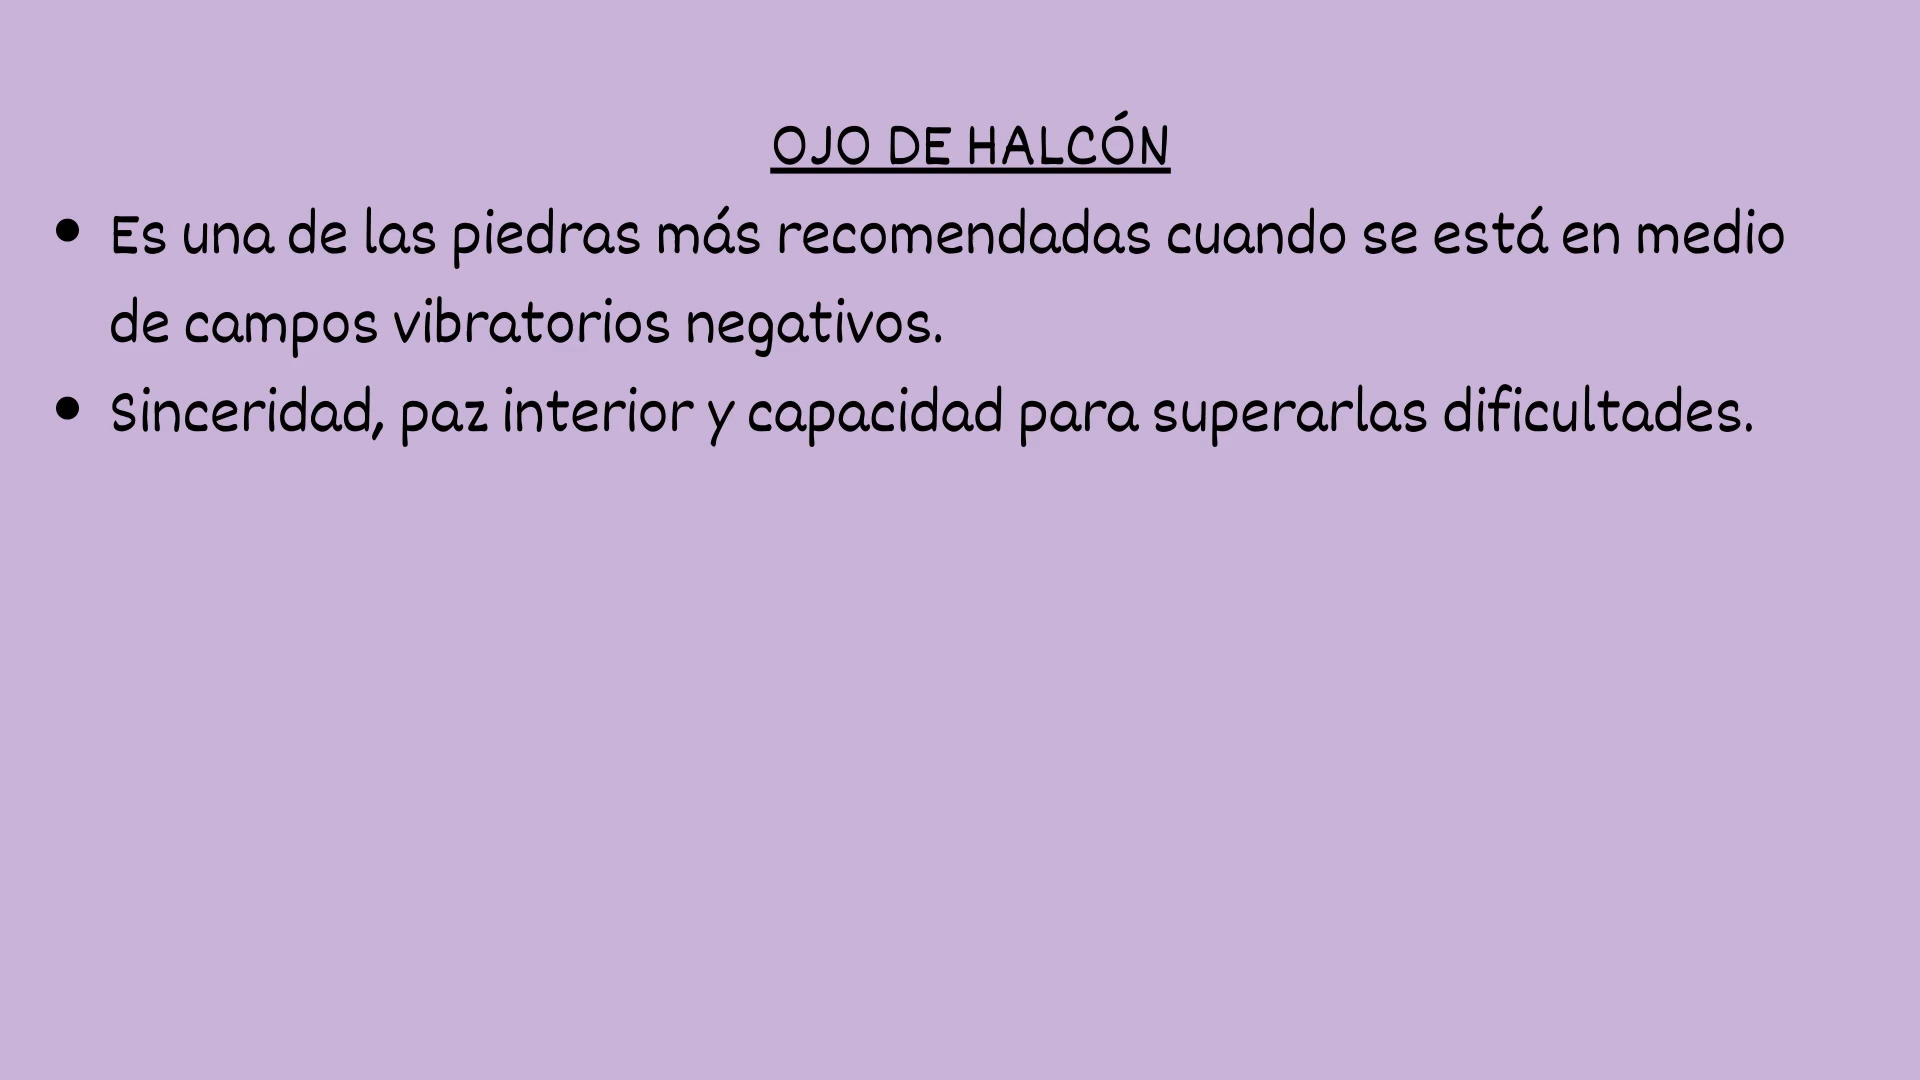 OJO DE HALCÓN
• Es una de las piedras más recomendadas cuando se está en medio
de campos vibratorios negativos.
• Sinceridad, paz interior y capacidad para superarlas dificultades.